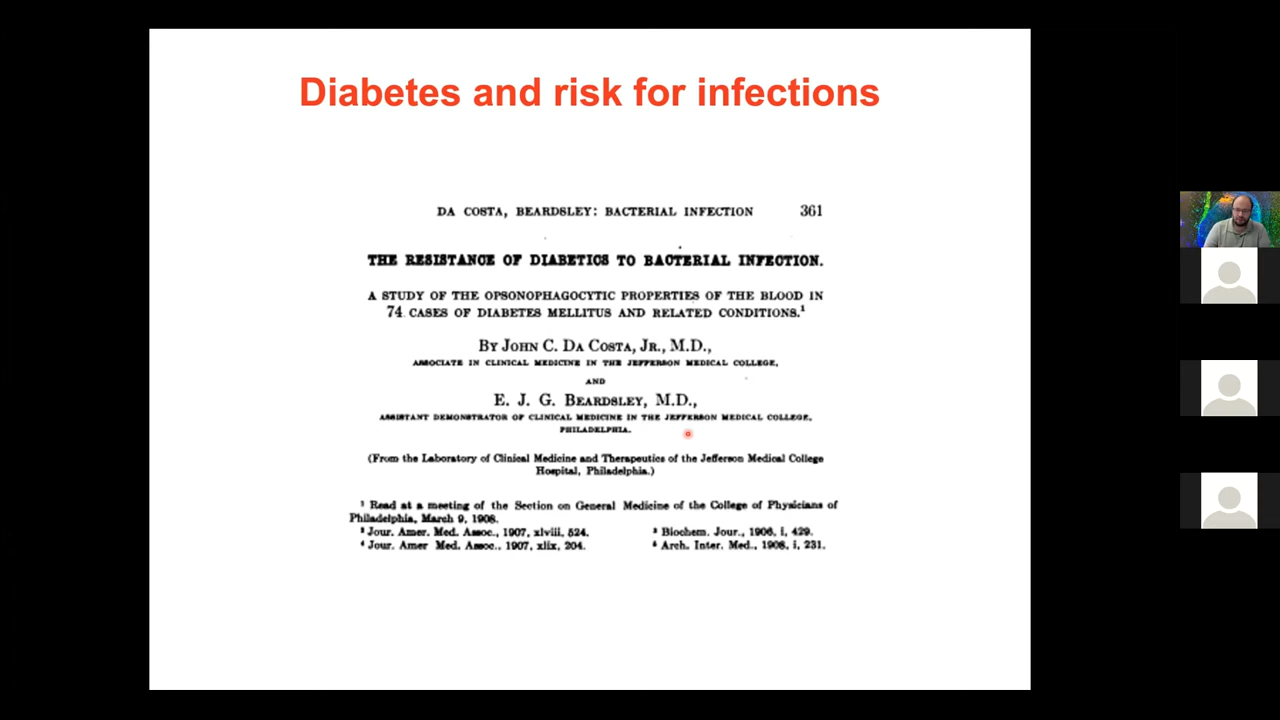 Diabetes and risk for infections
DA COSTA, BEARDSLEY: BACTERIAL INFECTION 361
THE RESISTANCE OF DIABETICS TO BACTERIAL INFECTION.
A STUDY OF THE OPSONOPHAGOCYTIC PROPERTIES OF THE BLOOD IN
74 CASES OF DIABETES MELLITUS AND RELATED CONDITIONS.¹
BY JOHN C. DA COSTA, JR., M.D.,
ASSOCIATE IN CLINICAL MEDICINE IN THE JEFFERSON MEDICAL COLLEGE,
AND
E. J. G. BEARDSLEY, M.D.,
ASSISTANT DEMONSTRATOR OF CLINICAL MEDICINE IN THE JEFFERSON MEDICAL COLLEGE,
PHILADELPHIA.
(From the Laboratory of Clinical Medicine and Therapeutics of the Jefferson Medical College
Hospital, Philadelphia.)
¹ Read at a meeting of the Section on General Medicine of the College of Physicians of
Philadelphia, March 9, 1908.
Jour. Amer. Med. Assoc., 1907, xlviii, 524. Biochem. Jour., 1906, i, 429.
Jour. Amer Med. Assoc., 1907, xlix, 204. Arch. Inter. Med., 1908, i, 231.